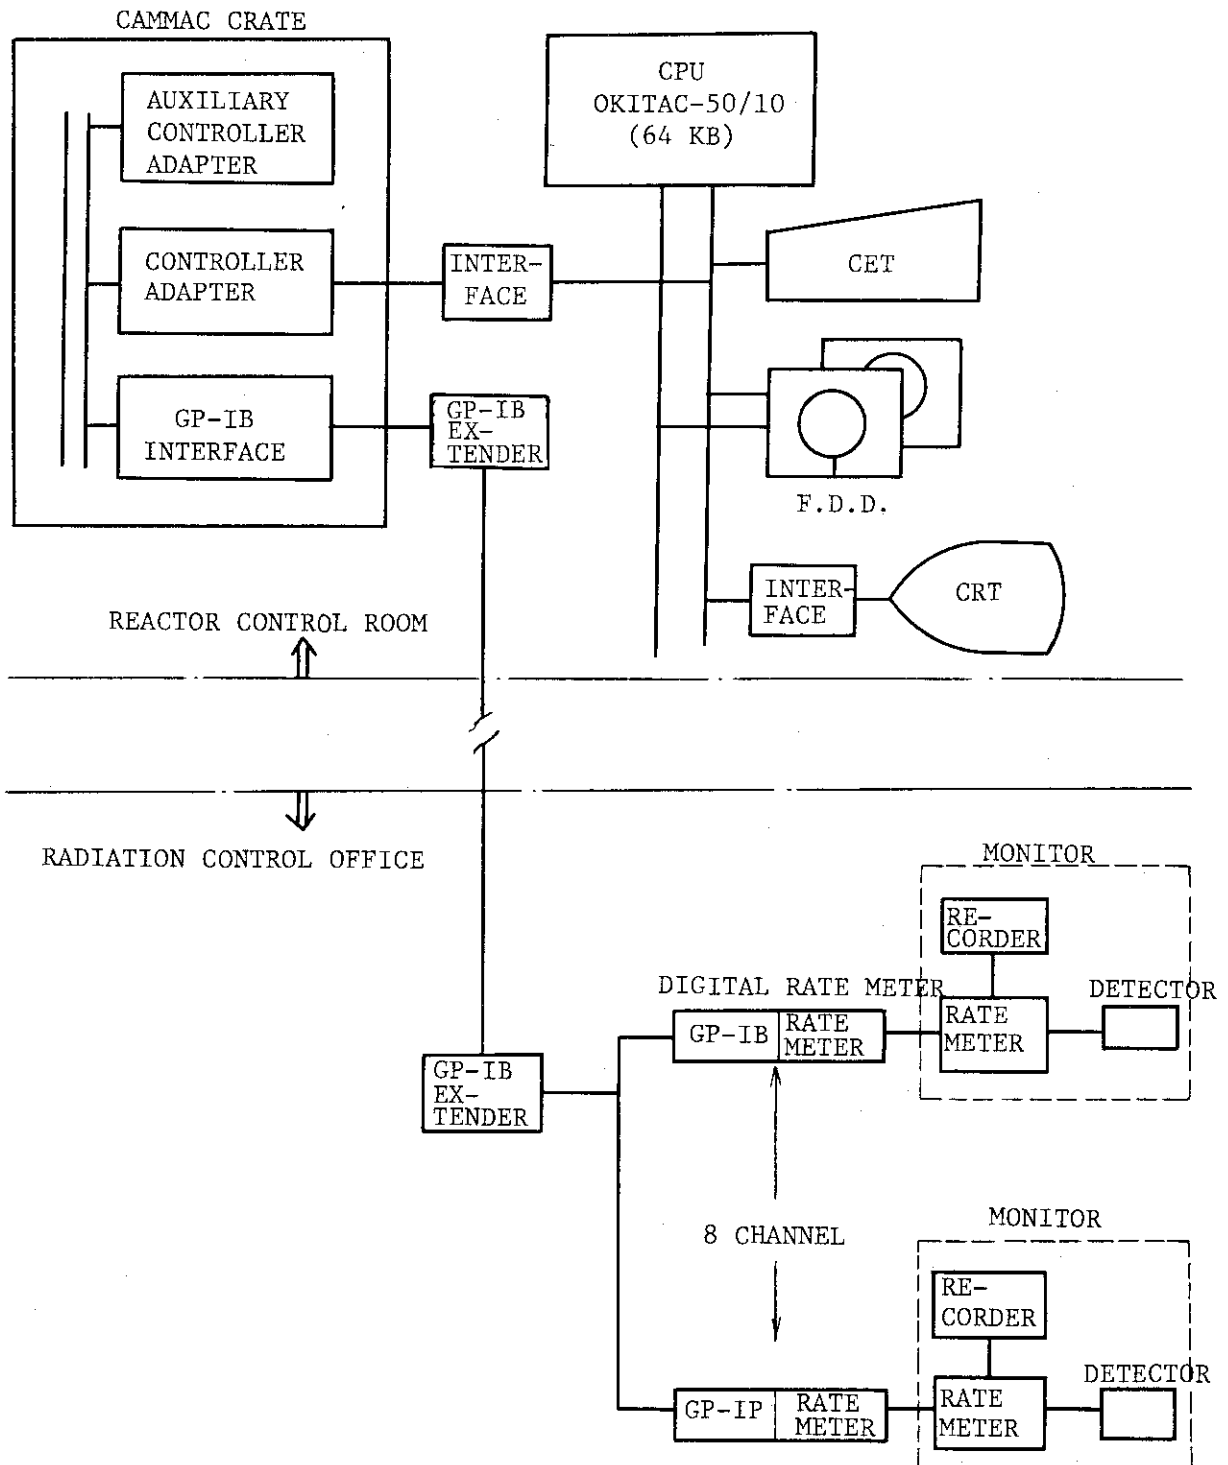 CAMMAC CRATE
AUXILIARY
CONTROLLER
ADAPTER
CONTROLLER
ADAPTER
GP-IB
INTERFACE
INTER-
FACE
GP-IB
EX-
TENDER
CPU
OKITAC-50/10
(64 KB)
CET
F.D.D.
INTER-
FACE
CRT
REACTOR CONTROL ROOM
RADIATION CONTROL OFFICE
MONITOR
RE-
CORDER
DIGITAL RATE METER
DETECTOR
GP-IB
RATE
METER
RATE
METER
GP-IB
EX-
TENDER
8 CHANNEL
MONITOR
RE-
CORDER
DETECTOR
GP-IP
RATE
METER
RATE
METER